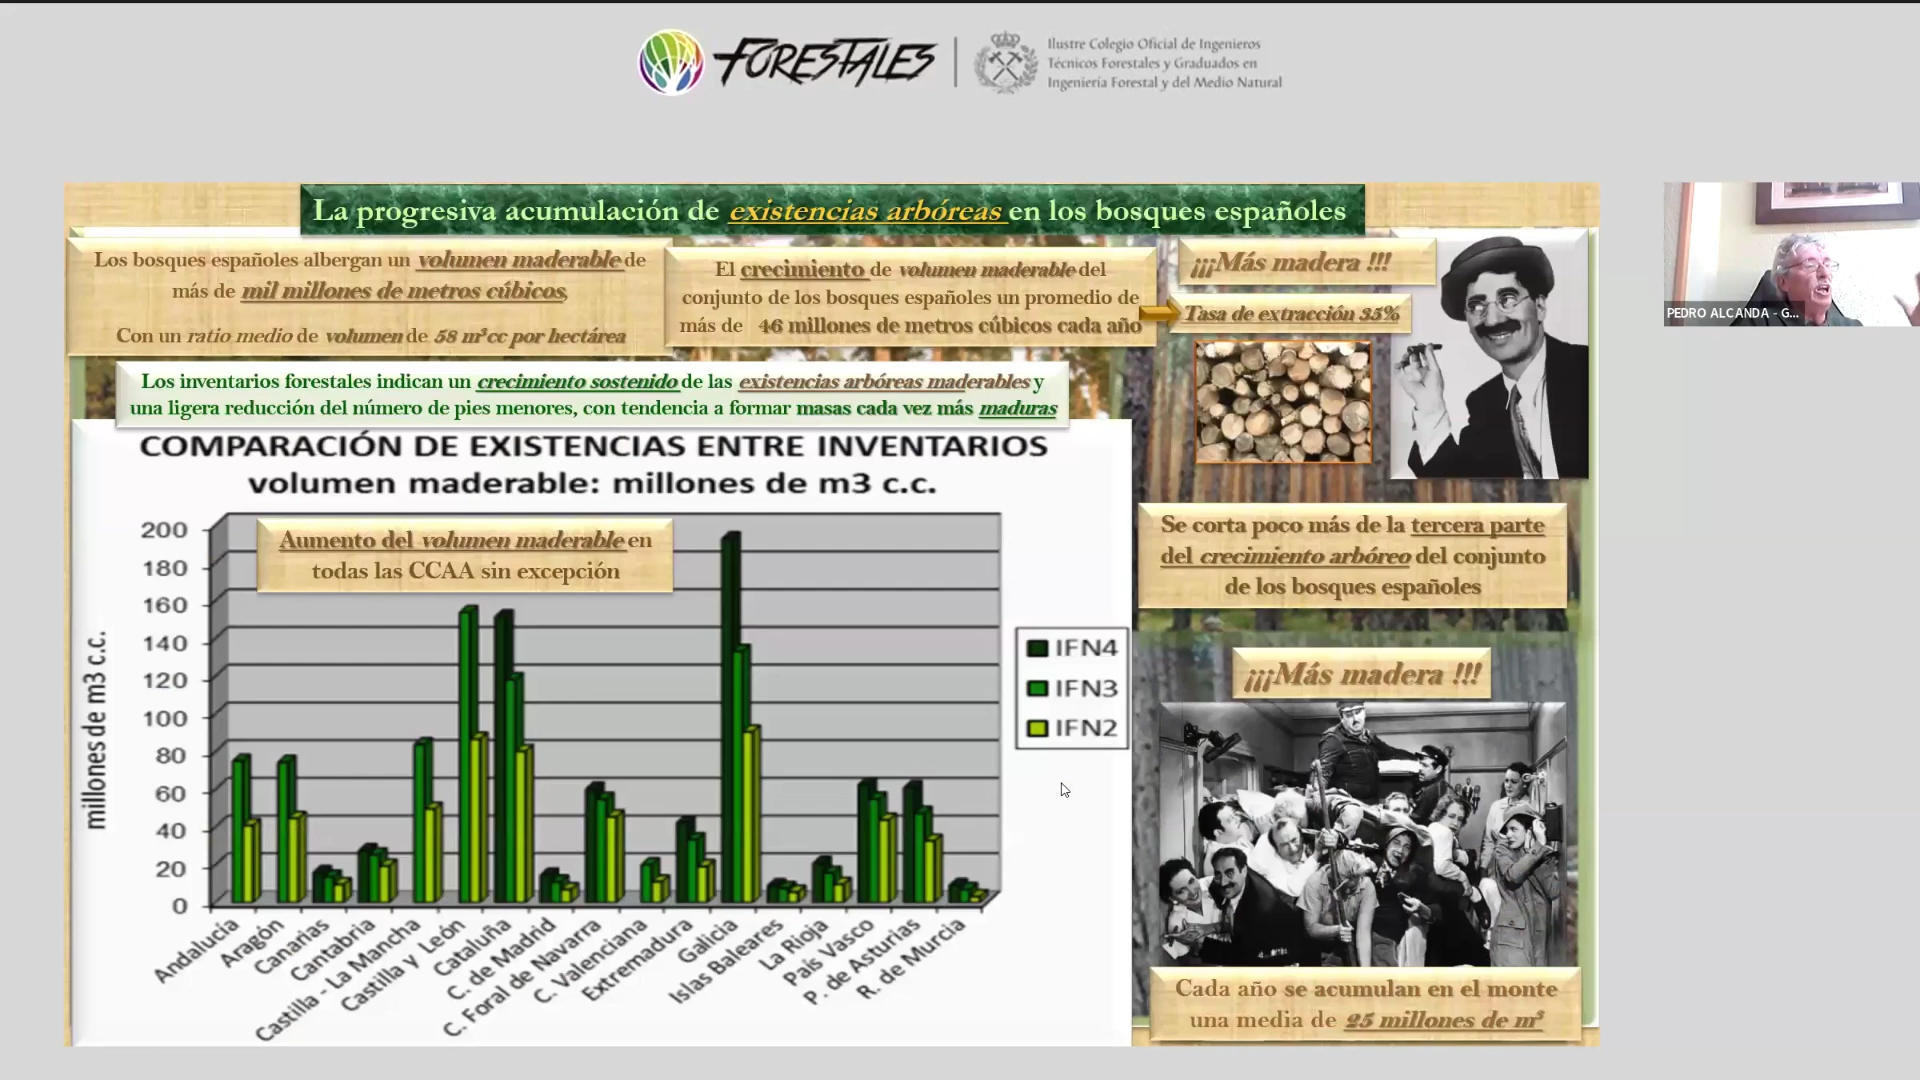 FORESTALES
Ilustre Colegio Oficial de Ingenieros
Técnicos Forestales y Graduados en
Ingeniería Forestal y del Medio Natural
La progresiva acumulación de existencias arbóreas en los bosques españoles
Los bosques españoles albergan un volumen maderable de
más de mil millones de metros cúbicos,
Con un ratio medio de volumen de 58 m³cc por hectárea
El crecimiento de volumen maderable del
conjunto de los bosques españoles un promedio de
más de 46 millones de metros cúbicos cada año
¡¡¡Más madera !!!
Tasa de extracción 35%
PEDRO ALCANDA - G...
Los inventarios forestales indican un crecimiento sostenido de las existencias arbóreas maderables y
una ligera reducción del número de pies menores, con tendencia a formar masas cada vez más maduras
COMPARACIÓN DE EXISTENCIAS ENTRE INVENTARIOS
volumen maderable: millones de m3 c.c.
Aumento del volumen maderable en
todas las CCAA sin excepción
millones de m3 c.c.
200
180
160
140
120
100
80
60
40
20
0
IFN4
IFN3
IFN2
Andalucía
Aragón
Canarias
Cantabria
Castilla - La Mancha
Castilla y León
Cataluña
C. de Madrid
C. Foral de Navarra
C. Valenciana
Extremadura
Galicia
Islas Baleares
La Rioja
País Vasco
P. de Asturias
R. de Murcia
Se corta poco más de la tercera parte
del crecimiento arbóreo del conjunto
de los bosques españoles
¡¡¡Más madera !!!
Cada año se acumulan en el monte
una media de 25 millones de m³